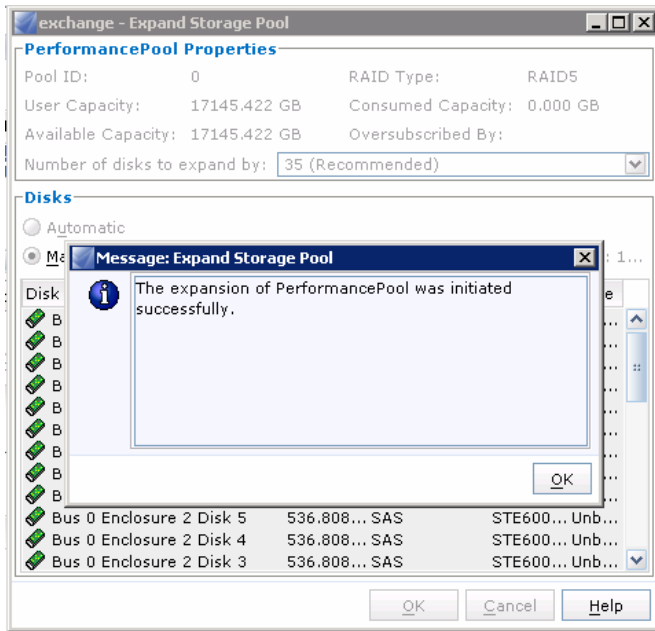 exchange - Expand Storage Pool
PerformancePool Properties
Pool ID: 0 RAID Type: RAID5
User Capacity: 17145.422 GB Consumed Capacity: 0.000 GB
Available Capacity: 17145.422 GB Oversubscribed By:
Number of disks to expand by: 35 (Recommended)
Disks
Automatic
Ma : 1...
Message: Expand Storage Pool
The expansion of PerformancePool was initiated
successfully.
Disk e
B ...
B ...
B ...
B ...
B ...
B ...
B ...
B ...
B ...
OK
Bus 0 Enclosure 2 Disk 5 536.808... SAS STE600... Unb...
Bus 0 Enclosure 2 Disk 4 536.808... SAS STE600... Unb...
Bus 0 Enclosure 2 Disk 3 536.808... SAS STE600... Unb...
OK Cancel Help